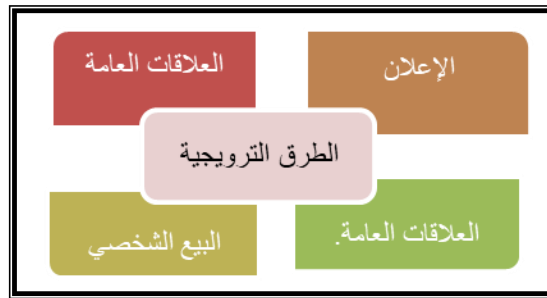 الإعلان
العلاقات العامة
الطرق الترويجية
العلاقات العامة.
البيع الشخصي